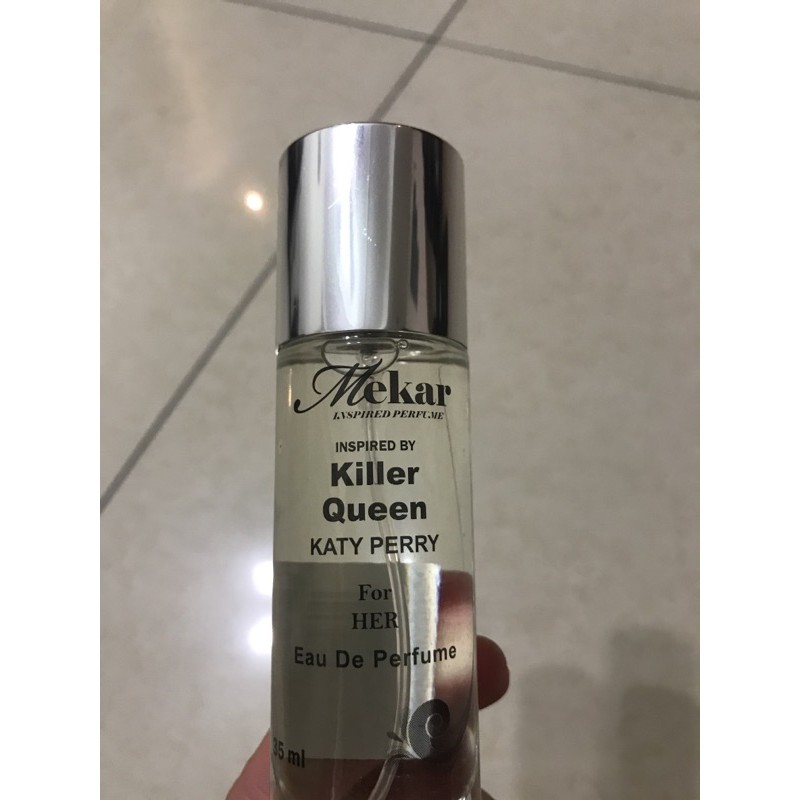 Mekar
INSPIRED PERFUME
INSPIRED BY
Killer
Queen
KATY PERRY
For
HER
Eau De Perfume
35 ml